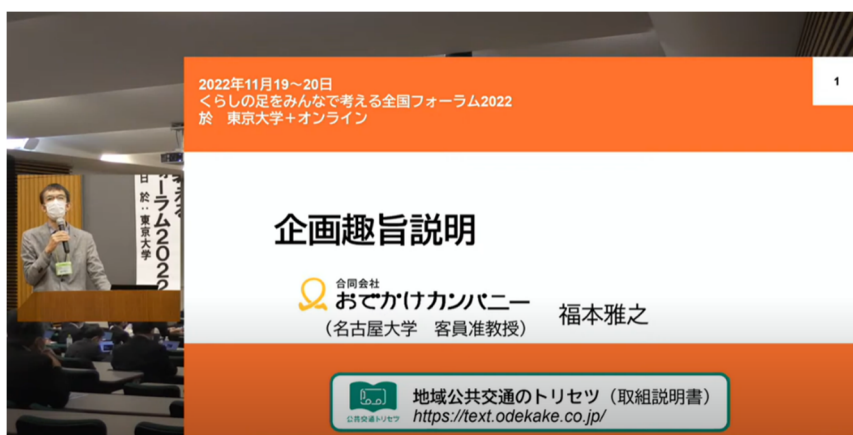 2022年11月19～20日
くらしの足をみんなで考える全国フォーラム2022
於　東京大学＋オンライン
1
ーラム2022
日　於：東京大学
企画趣旨説明
合同会社
おでかけカンパニー
（名古屋大学　客員准教授）
福本雅之
公共交通トリセツ
地域公共交通のトリセツ（取組説明書）
https://text.odekake.co.jp/